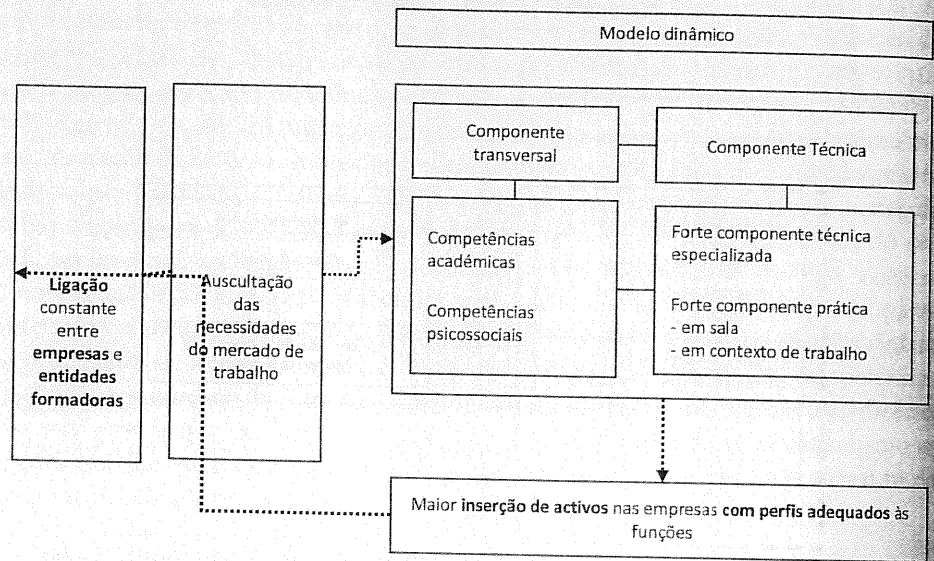 Modelo dinâmico
Ligação
constante
entre
empresas e
entidades
formadoras
Auscultação
das
necessidades
do mercado de
trabalho
Componente
transversal
Componente Técnica
Competências
académicas
Competências
psicossociais
Forte componente técnica
especializada
Forte componente prática
- em sala
- em contexto de trabalho
Maior inserção de activos nas empresas com perfis adequados às
funções